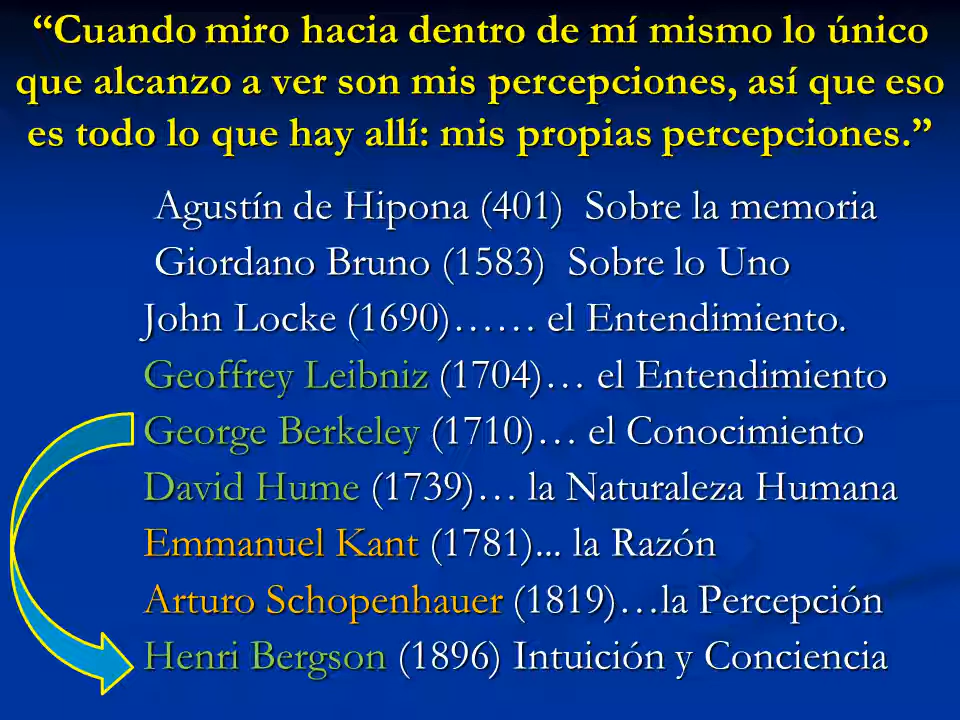 “Cuando miro hacia dentro de mí mismo lo único
que alcanzo a ver son mis percepciones, así que eso
es todo lo que hay allí: mis propias percepciones.”
Agustín de Hipona (401) Sobre la memoria
Giordano Bruno (1583) Sobre lo Uno
John Locke (1690)…… el Entendimiento.
Geoffrey Leibniz (1704)… el Entendimiento
George Berkeley (1710)… el Conocimiento
David Hume (1739)… la Naturaleza Humana
Emmanuel Kant (1781)... la Razón
Arturo Schopenhauer (1819)…la Percepción
Henri Bergson (1896) Intuición y Conciencia